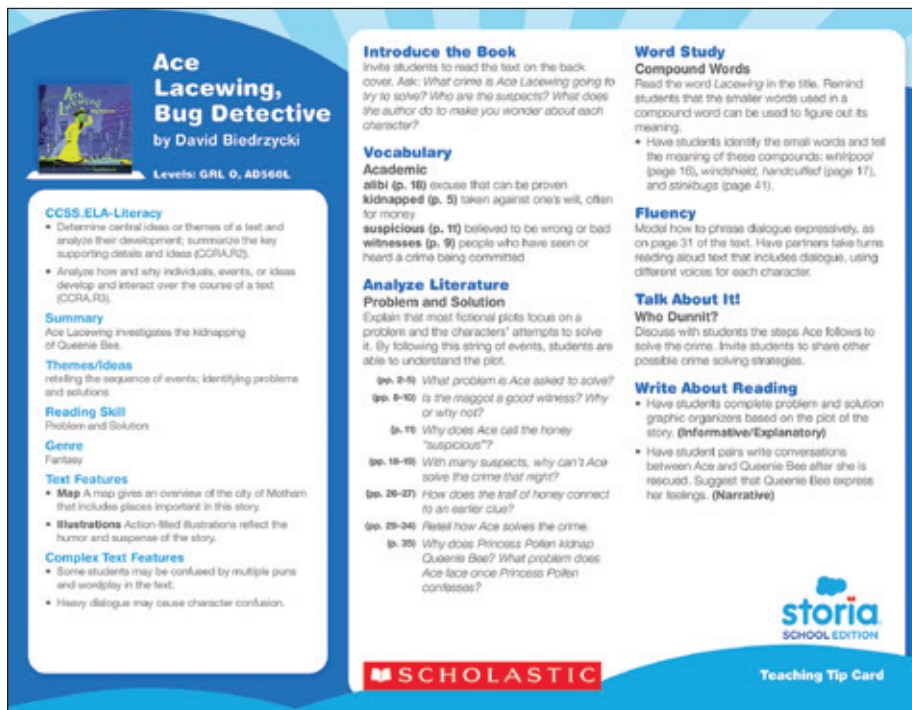 Ace
Lacewing,
Bug Detective
by David Biedrzycki
Levels: GRL O, AD560L
CCSS.ELA-Literacy
• Determine central ideas or themes of a text and
analyze their development; summarize the key
supporting details and ideas (CCRA.R2).
• Analyze how and why individuals, events, or ideas
develop and interact over the course of a text
(CCRA.R3).
Summary
Ace Lacewing investigates the kidnapping
of Queenie Bee.
Themes/Ideas
retelling the sequence of events; identifying problems
and solutions
Reading Skill
Problem and Solution
Genre
Fantasy
Text Features
• Map A map gives an overview of the city of Motham
that includes places important in this story.
• Illustrations Action-filled illustrations reflect the
humor and suspense of the story.
Complex Text Features
• Some students may be confused by multiple puns
and wordplay in the text.
• Heavy dialogue may cause character confusion.
Introduce the Book
Invite students to read the text on the back
cover. Ask: What crime is Ace Lacewing going to
try to solve? Who are the suspects? What does
the author do to make you wonder about each
character?
Vocabulary
Academic
alibi (p. 18) excuse that can be proven
kidnapped (p. 5) taken against one's will, often
for money
suspicious (p. 11) believed to be wrong or bad
witnesses (p. 9) people who have seen or
heard a crime being committed
Analyze Literature
Problem and Solution
Explain that most fictional plots focus on a
problem and the characters' attempts to solve
it. By following this string of events, students are
able to understand the plot.
(pp. 2–5) What problem is Ace asked to solve?
(pp. 8–10) Is the maggot a good witness? Why
or why not?
(p. 11) Why does Ace call the honey
"suspicious"?
(pp. 18–19) With many suspects, why can't Ace
solve the crime that night?
(pp. 26–27) How does the trail of honey connect
to an earlier clue?
(pp. 29–34) Retell how Ace solves the crime.
(p. 35) Why does Princess Pollen kidnap
Queenie Bee? What problem does
Ace face once Princess Pollen
confesses?
Word Study
Compound Words
Read the word Lacewing in the title. Remind
students that the smaller words used in a
compound word can be used to figure out its
meaning.
• Have students identify the small words and tell
the meaning of these compounds: whirlpool
(page 16), windshield, handcuffed (page 17),
and stinkbugs (page 41).
Fluency
Model how to phrase dialogue expressively, as
on page 31 of the text. Have partners take turns
reading aloud text that includes dialogue, using
different voices for each character.
Talk About It!
Who Dunnit?
Discuss with students the steps Ace follows to
solve the crime. Invite students to share other
possible crime solving strategies.
Write About Reading
• Have students complete problem and solution
graphic organizers based on the plot of the
story. (Informative/Explanatory)
• Have student pairs write conversations
between Ace and Queenie Bee after she is
rescued. Suggest that Queenie Bee express
her feelings. (Narrative)
storia
SCHOOL EDITION
SCHOLASTIC
Teaching Tip Card
Ace
Lacewing